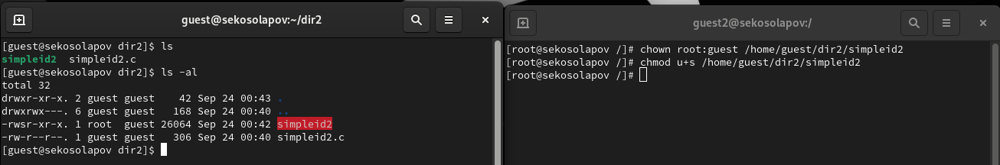 guest@sekosolapov:~/dir2
[guest@sekosolapov dir2]$ ls
simpleid2  simpleid2.c
[guest@sekosolapov dir2]$ ls -al
total 32
drwxr-xr-x. 2 guest guest    42 Sep 24 00:43 .
drwxrwx---. 6 guest guest   168 Sep 24 00:40 ..
-rwsr-xr-x. 1 root  guest 26064 Sep 24 00:42 simpleid2
-rw-r--r--. 1 guest guest   306 Sep 24 00:40 simpleid2.c
[guest@sekosolapov dir2]$
guest2@sekosolapov:/
[root@sekosolapov /]# chown root:guest /home/guest/dir2/simpleid2
[root@sekosolapov /]# chmod u+s /home/guest/dir2/simpleid2
[root@sekosolapov /]#